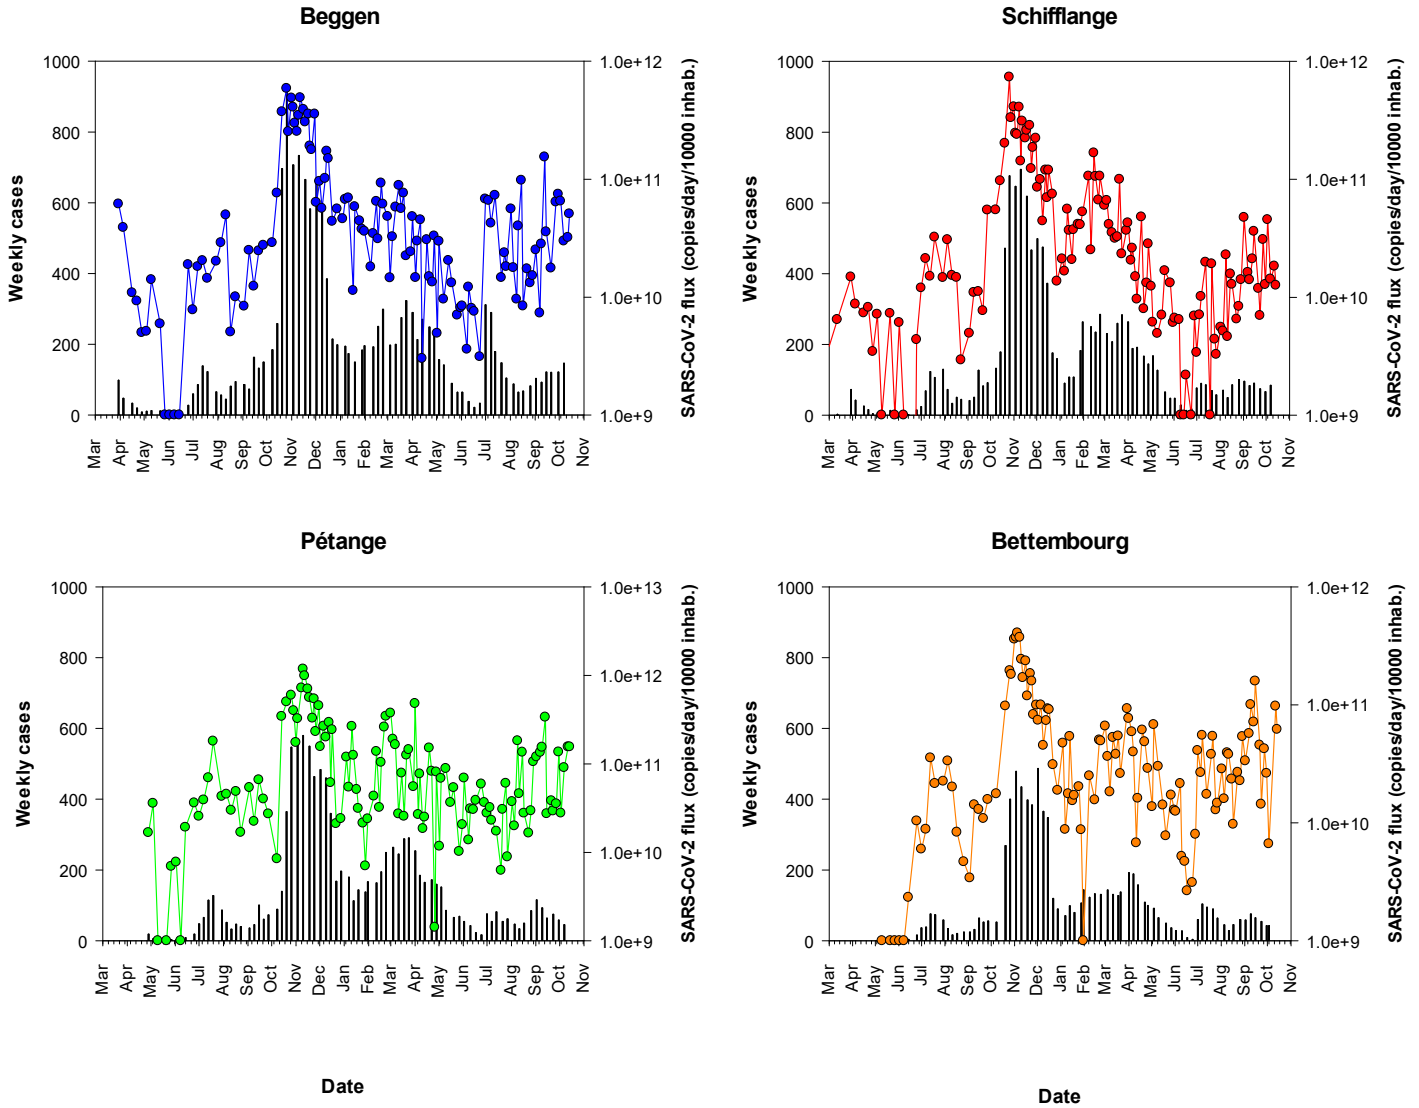 Beggen
Weekly cases
1000
800
600
400
200
0
1.0e+12
1.0e+11
1.0e+10
1.0e+9
SARS-CoV-2 flux (copies/day/10000 inhab.)
Mar Apr May Jun Jul Aug Sep Oct Nov Dec Jan Feb Mar Apr May Jun Jul Aug Sep Oct Nov
Schifflange
Weekly cases
1000
800
600
400
200
0
1.0e+12
1.0e+11
1.0e+10
1.0e+9
SARS-CoV-2 flux (copies/day/10000 inhab.)
Mar Apr May Jun Jul Aug Sep Oct Nov Dec Jan Feb Mar Apr May Jun Jul Aug Sep Oct Nov
Pétange
Weekly cases
1000
800
600
400
200
0
1.0e+13
1.0e+12
1.0e+11
1.0e+10
1.0e+9
SARS-CoV-2 flux (copies/day/10000 inhab.)
Mar Apr May Jun Jul Aug Sep Oct Nov Dec Jan Feb Mar Apr May Jun Jul Aug Sep Oct Nov
Date
Bettembourg
Weekly cases
1000
800
600
400
200
0
1.0e+12
1.0e+11
1.0e+10
1.0e+9
SARS-CoV-2 flux (copies/day/10000 inhab.)
Mar Apr May Jun Jul Aug Sep Oct Nov Dec Jan Feb Mar Apr May Jun Jul Aug Sep Oct Nov
Date